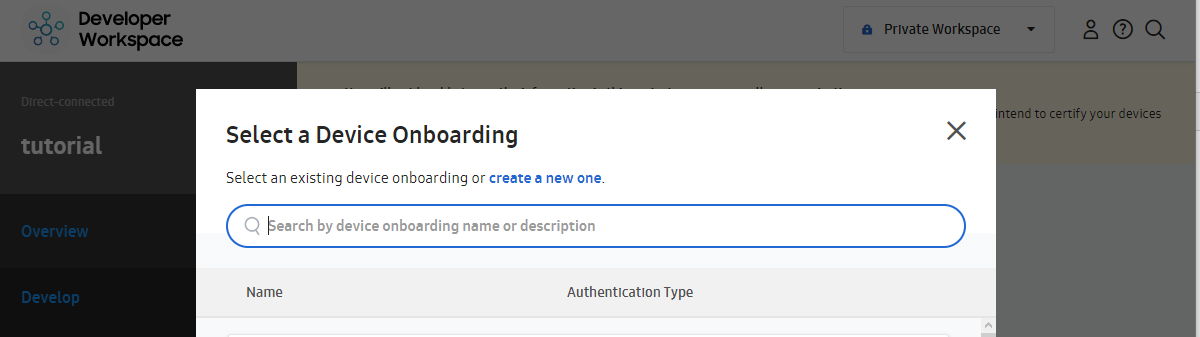 Developer
Workspace
Private Workspace
Direct-connected
tutorial
Overview
Develop
intend to certify your devices
Select a Device Onboarding
Select an existing device onboarding or create a new one.
Search by device onboarding name or description
Name Authentication Type